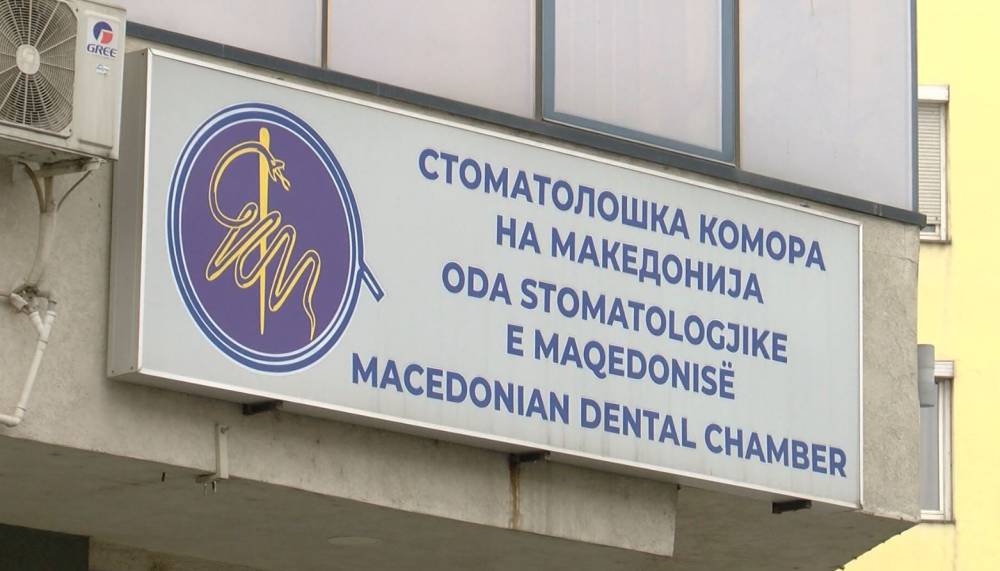 GREE
СТОМАТОЛОШКА КОМОРА
НА МАКЕДОНИЈА
ODA STOMATOLOGJIKE
E MAQEDONISË
MACEDONIAN DENTAL CHAMBER